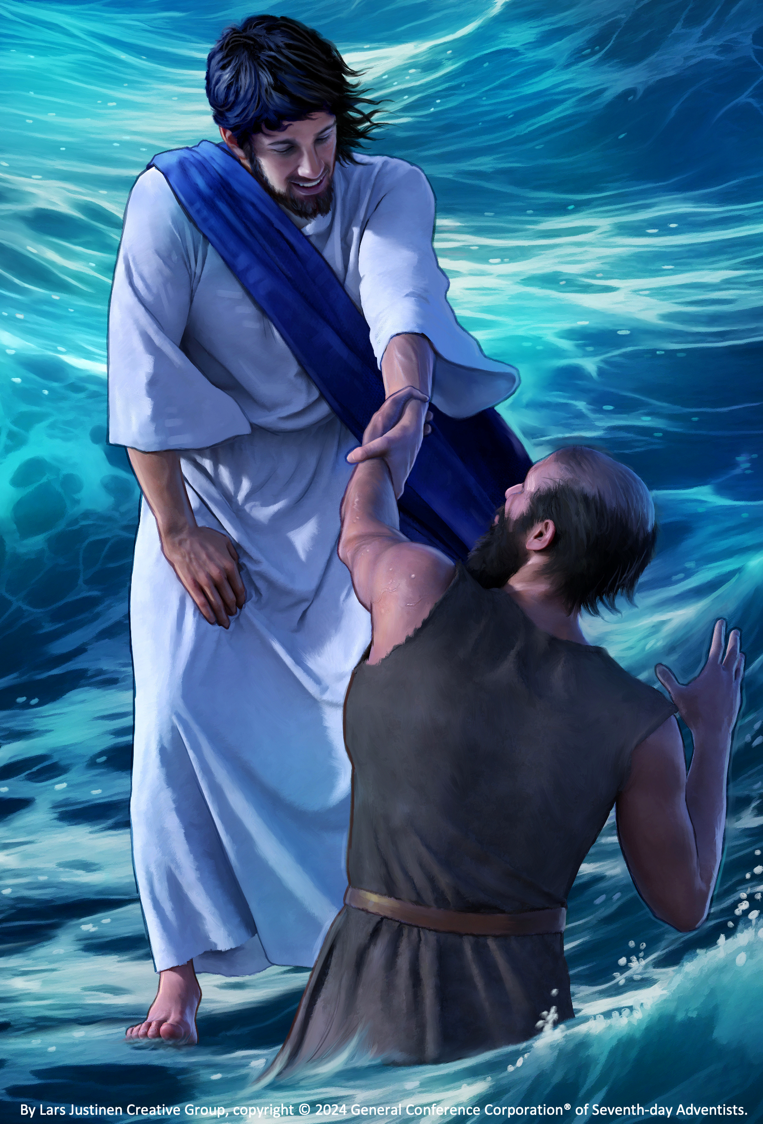 By Lars Justinen Creative Group, copyright © 2024 General Conference Corporation® of Seventh-day Adventists.